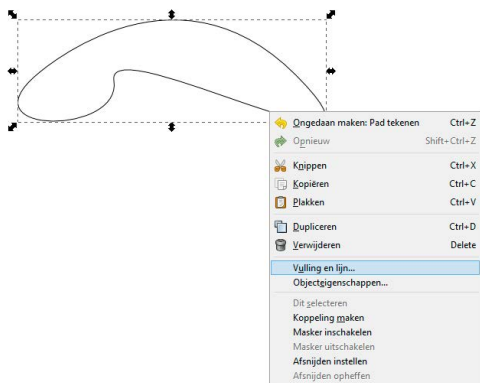 Ongedaan maken: Pad tekenen Ctrl+Z
Opnieuw Shift+Ctrl+Z
Knippen Ctrl+X
Kopiëren Ctrl+C
Plakken Ctrl+V
Dupliceren Ctrl+D
Verwijderen Delete
Vulling en lijn...
Objecteigenschappen...
Dit selecteren
Koppeling maken
Masker inschakelen
Masker uitschakelen
Afsnijden instellen
Afsnijden opheffen